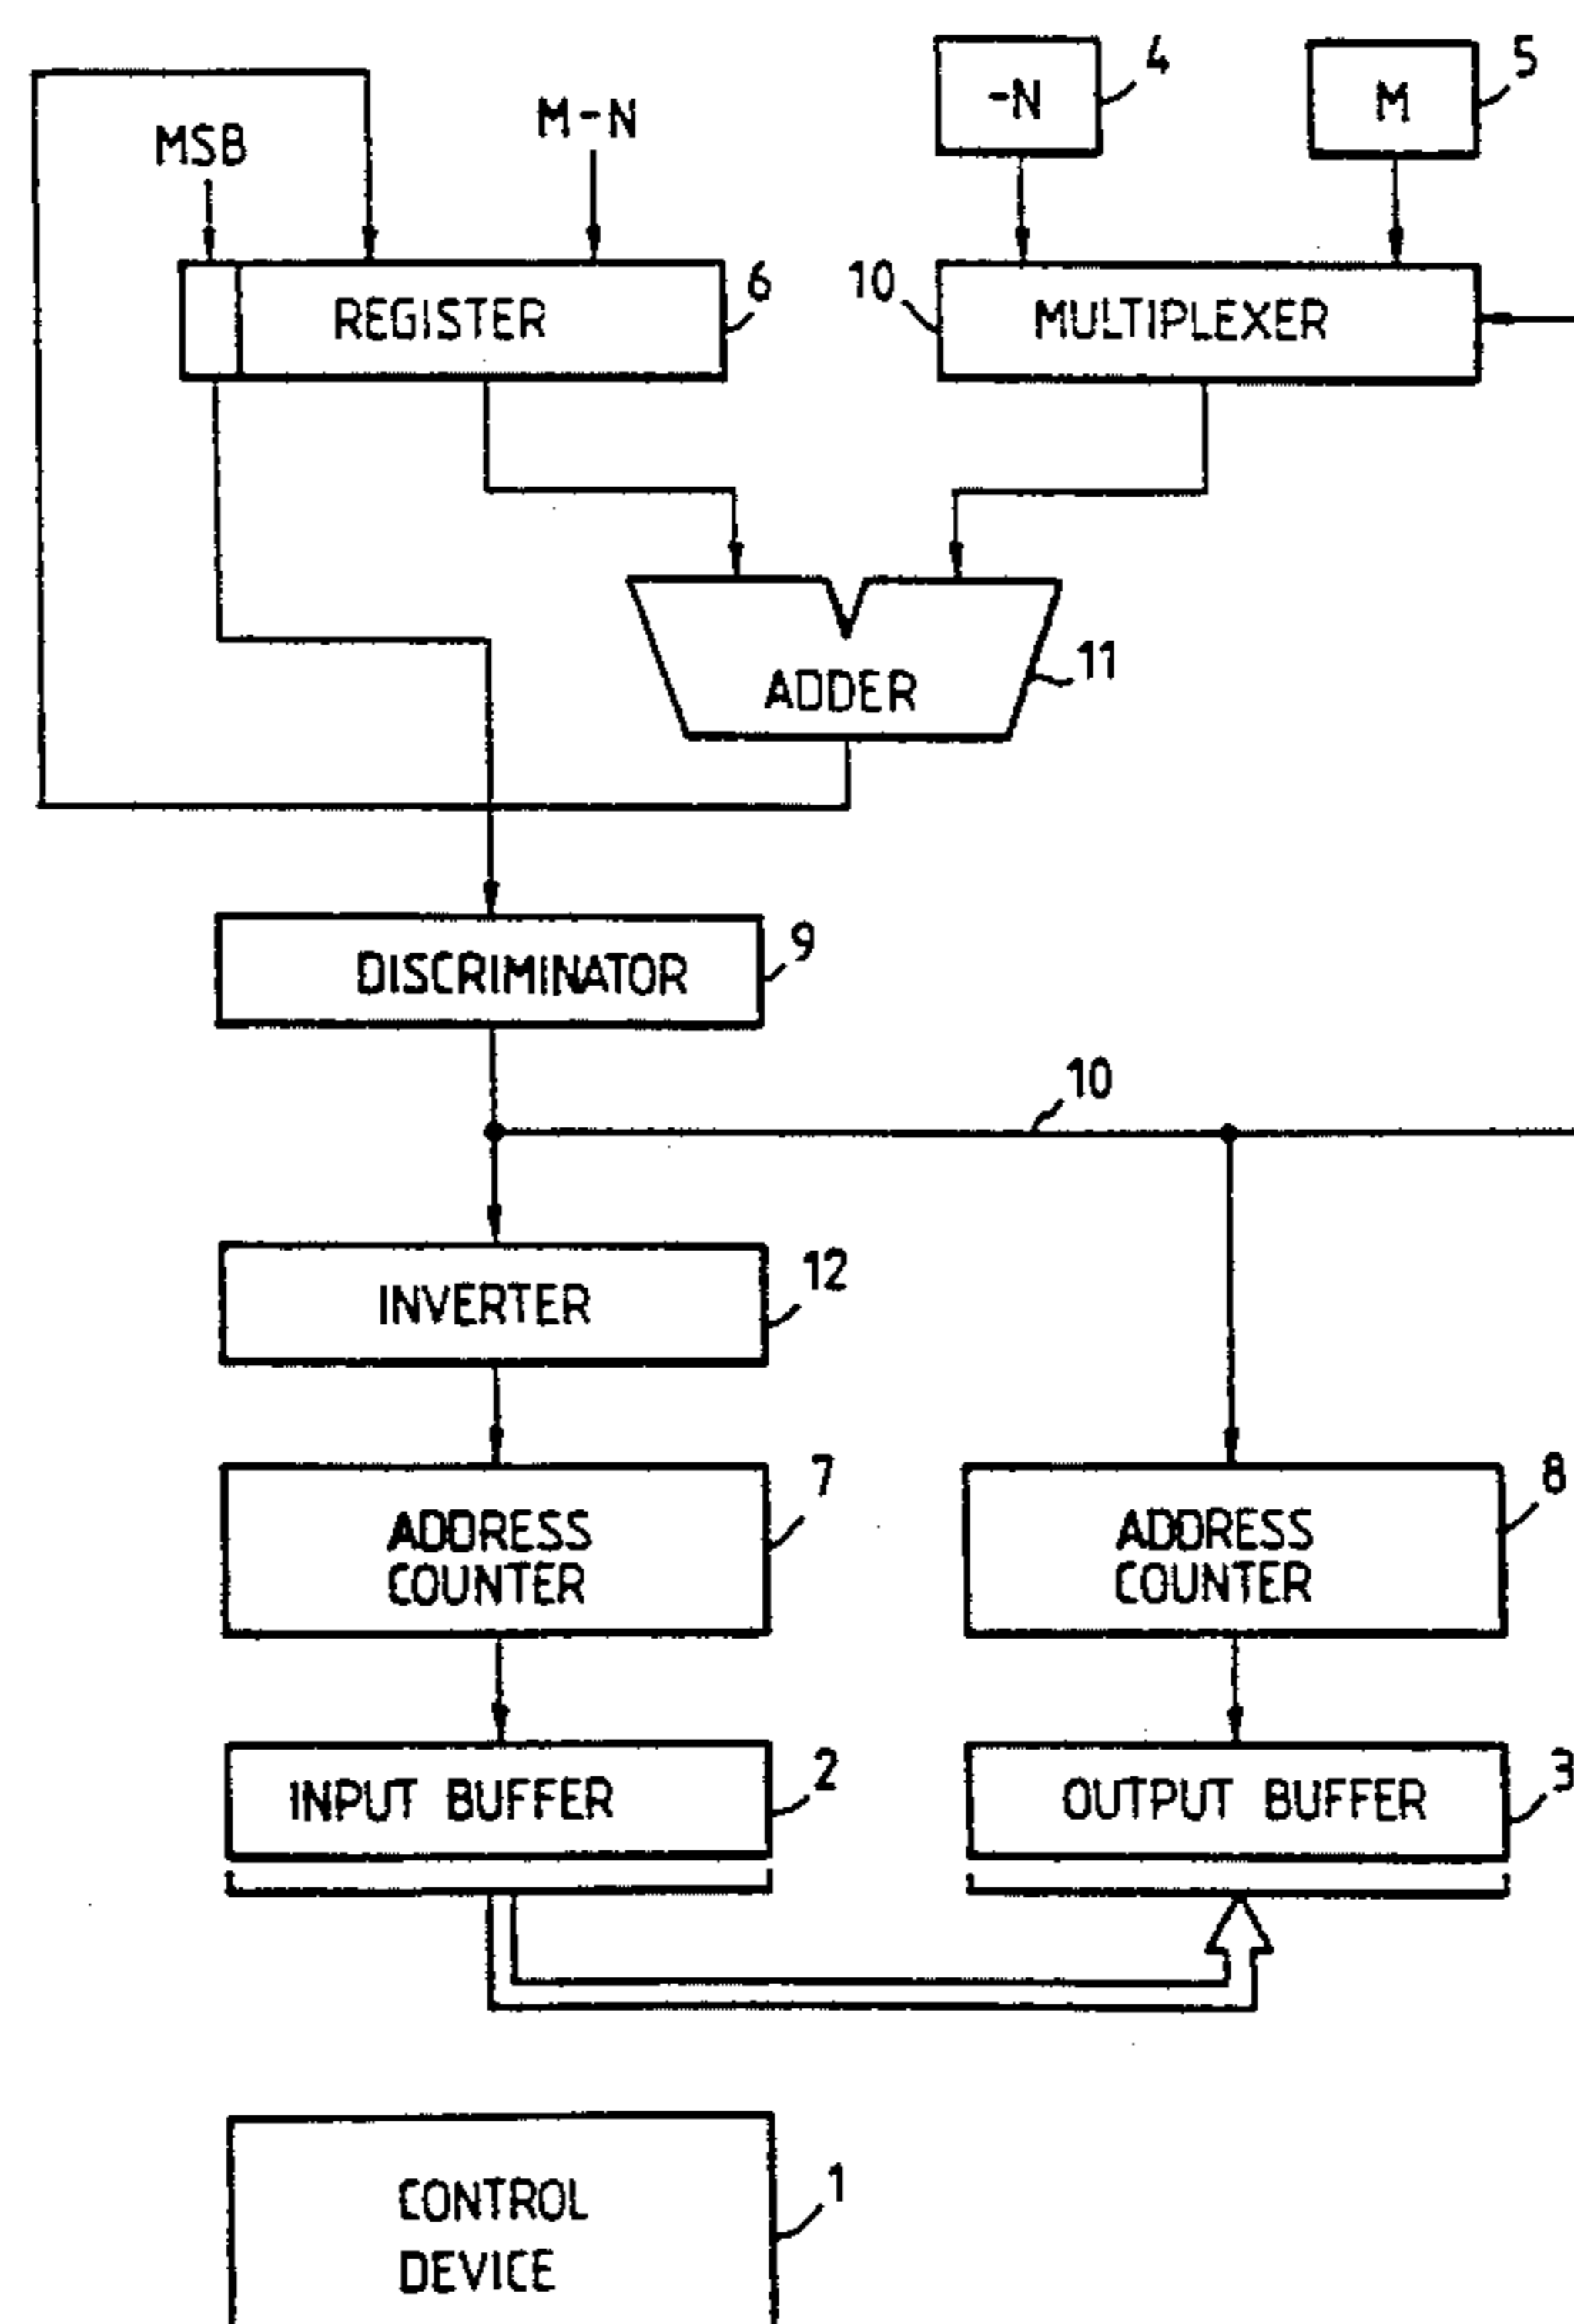 -N 4 M 5
MSB M-N
REGISTER 6 10 MULTIPLEXER
ADDER 11
DISCRIMINATOR 9
10
INVERTER 12
ADDRESS COUNTER 7
ADDRESS COUNTER 8
INPUT BUFFER 2
OUTPUT BUFFER 3
CONTROL
DEVICE 1